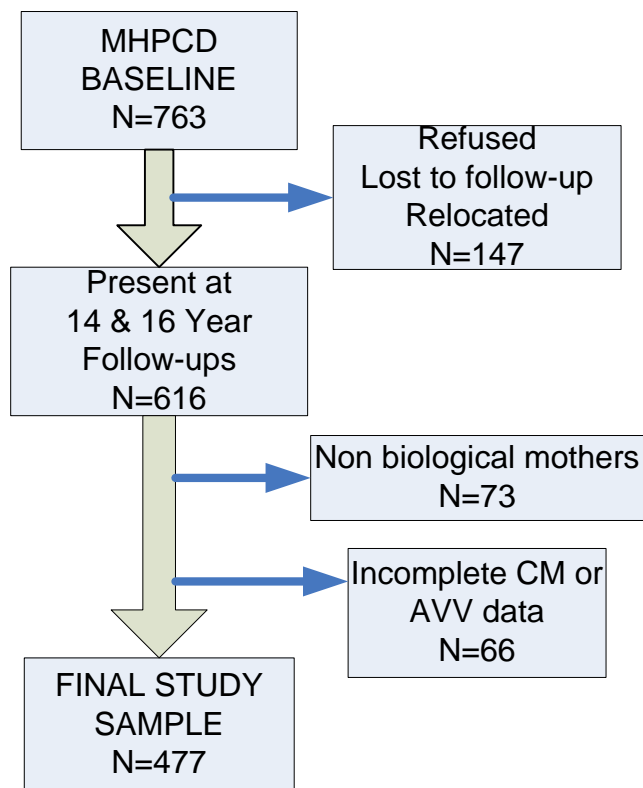 MHPCD
BASELINE
N=763
Refused
Lost to follow-up
Relocated
N=147
Present at
14 & 16 Year
Follow-ups
N=616
Non biological mothers
N=73
Incomplete CM or
AVV data
N=66
FINAL STUDY
SAMPLE
N=477